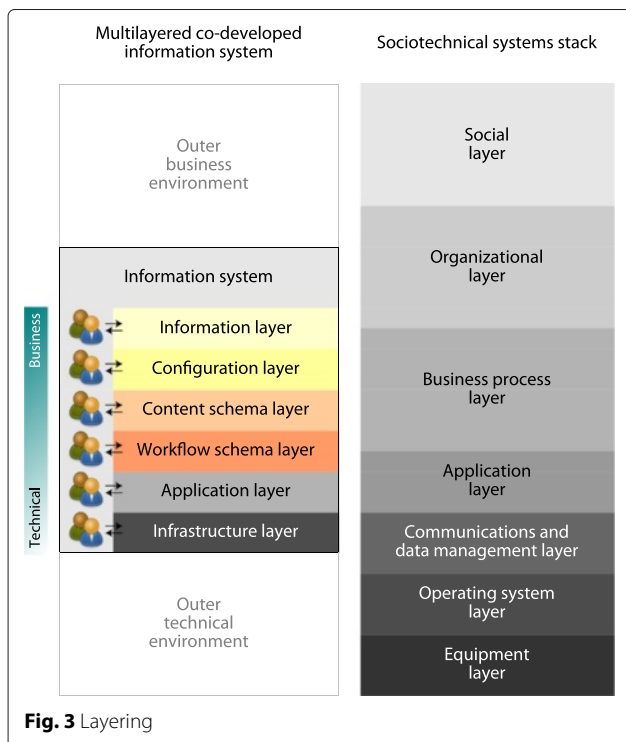 Multilayered co-developed
information system
Sociotechnical systems stack
Outer
business
environment
Information system
Business
Technical
Information layer
Configuration layer
Content schema layer
Workflow schema layer
Application layer
Infrastructure layer
Outer
technical
environment
Social
layer
Organizational
layer
Business process
layer
Application
layer
Communications and
data management layer
Operating system
layer
Equipment
layer
Fig. 3 Layering